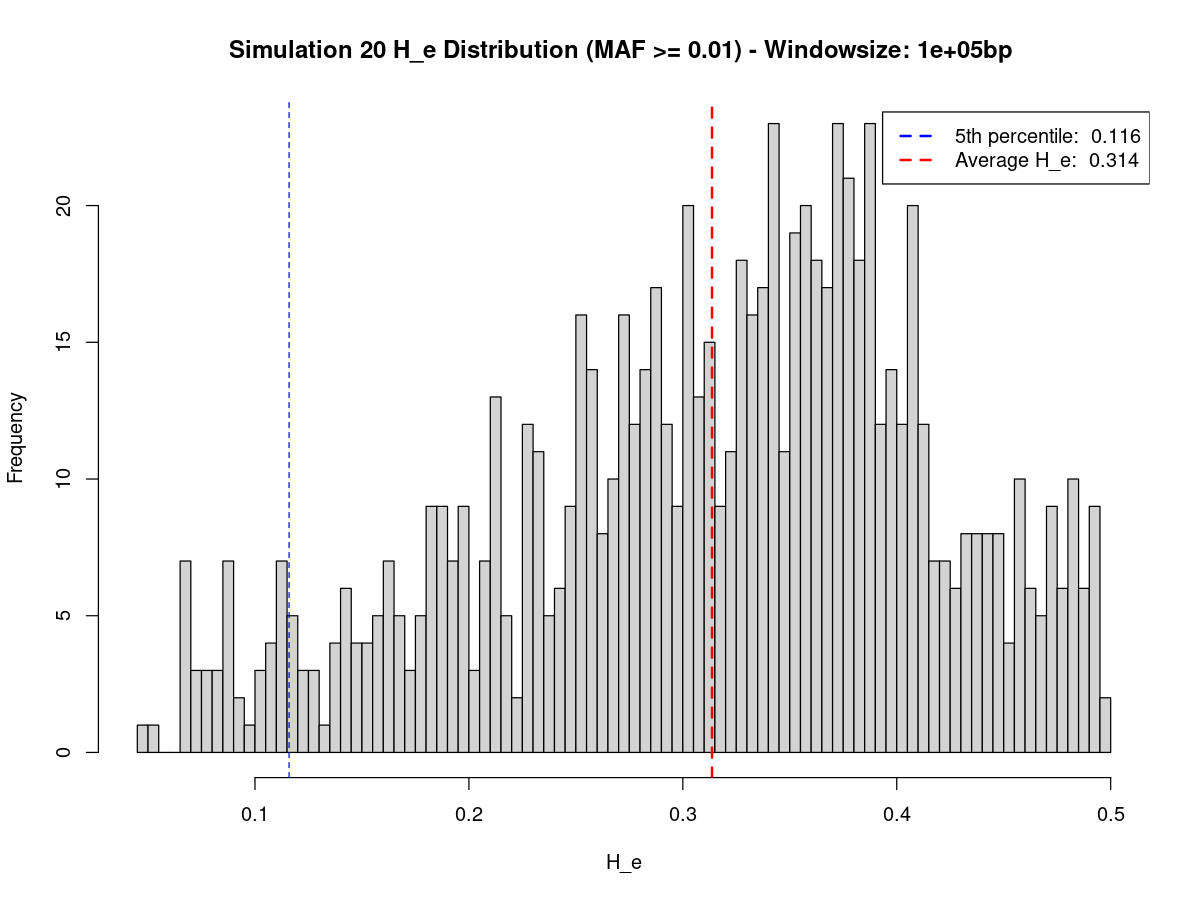 Simulation 20 H_e Distribution (MAF >= 0.01) - Windowsize: 1e+05bp
5th percentile:  0.116
Average H_e:  0.314
Frequency
20
15
10
5
0
0.1 0.2 0.3 0.4 0.5
H_e